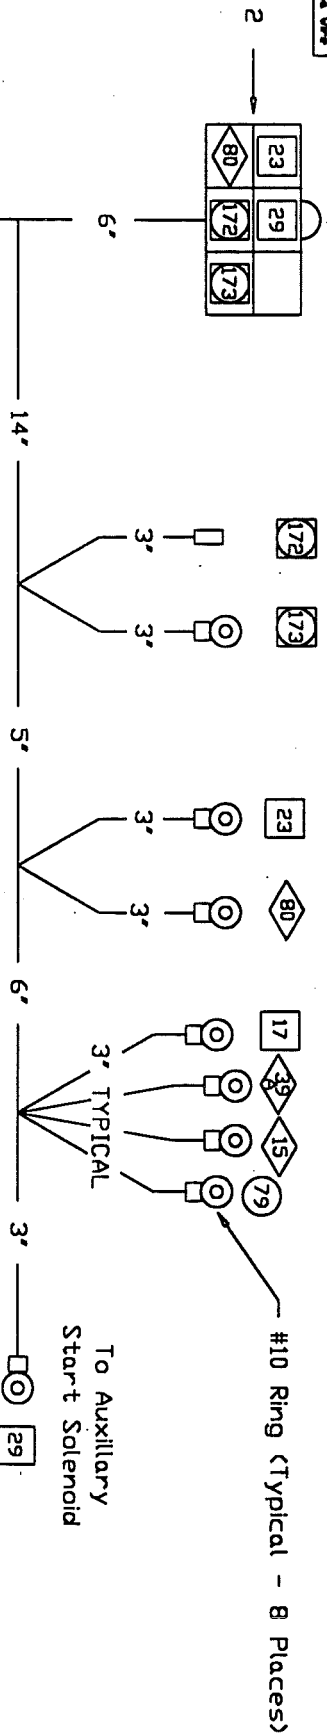 #10 Ring (Typical - 8 Places)
172 173 23 80 17 39A 15 79
23 29
2
80 172 173
3" 3" 3" 3" 3" TYPICAL
To Auxillary
Start Solenoid
6"
14" 5" 6" 3" 29